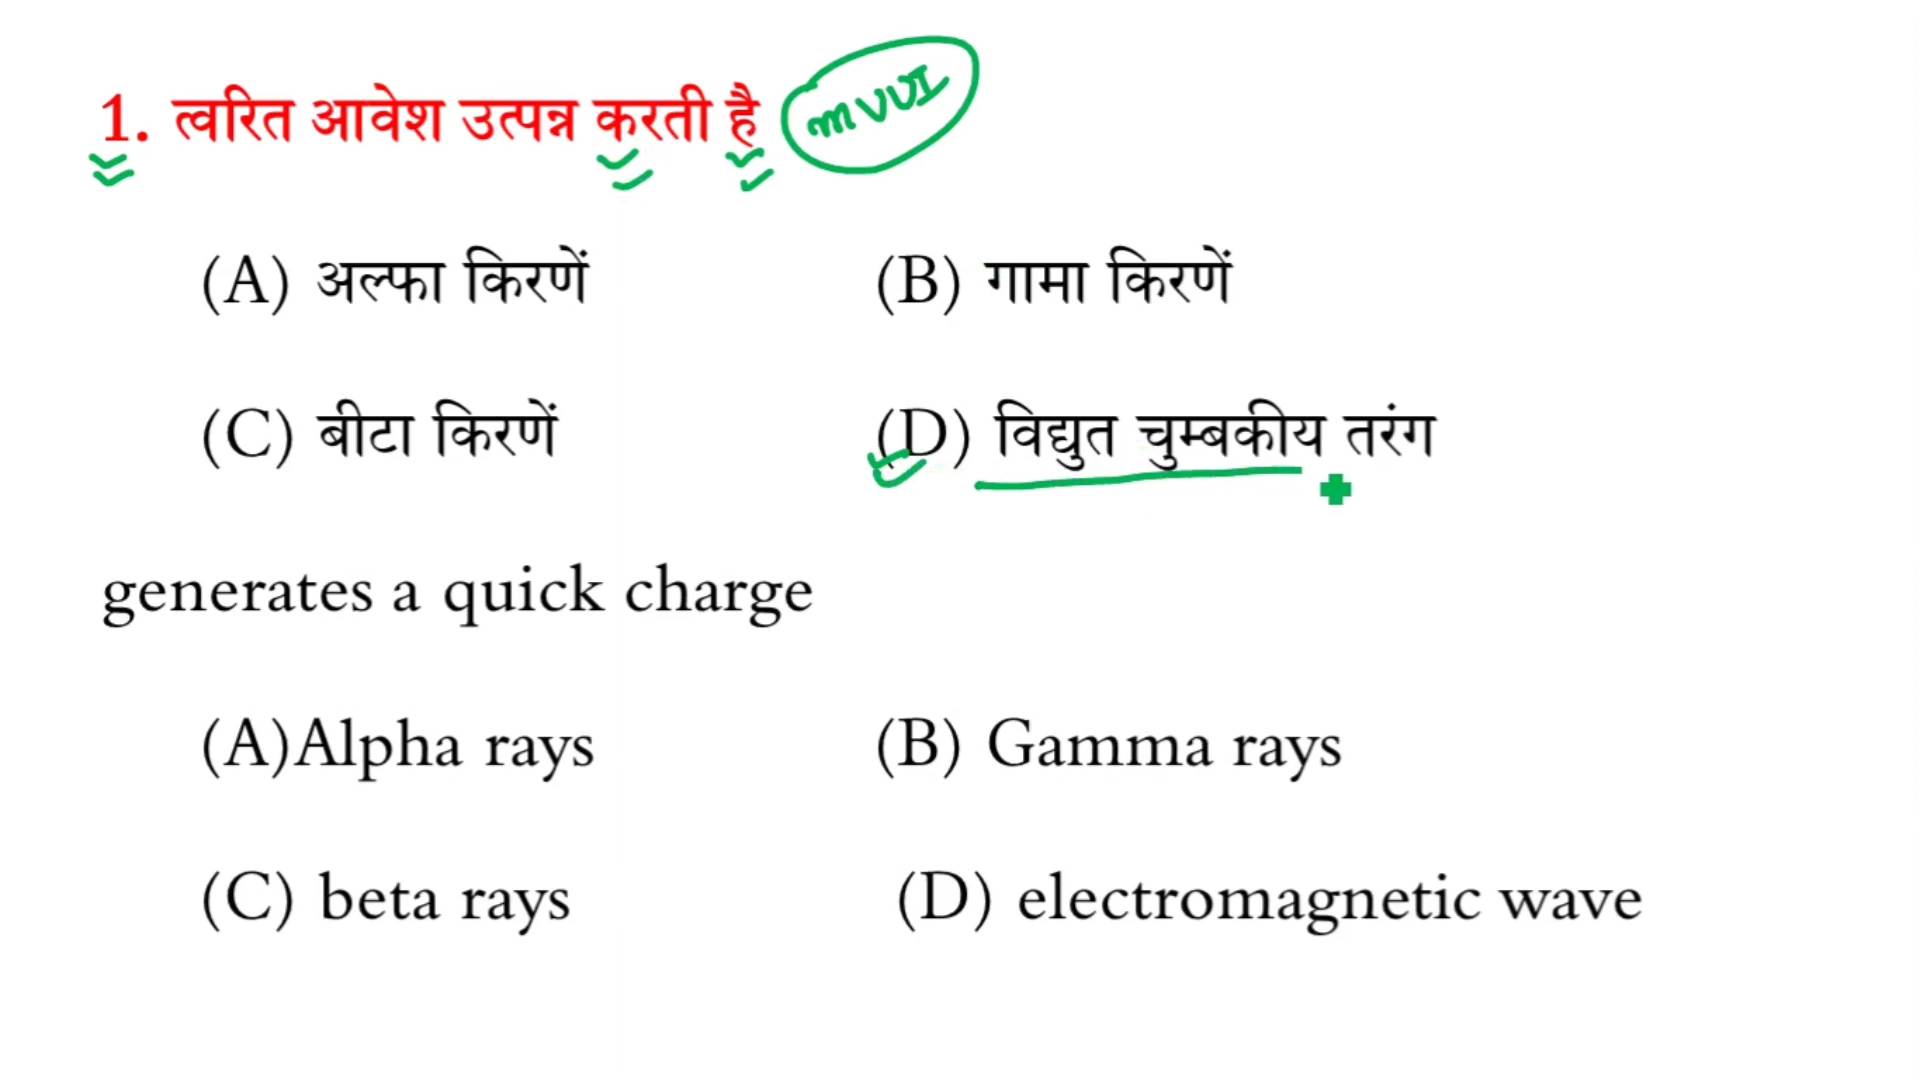 1. त्वरित आवेश उत्पन्न करती है mVVI
(A) अल्फा किरणें (B) गामा किरणें
(C) बीटा किरणें (D) विद्युत चुम्बकीय तरंग
generates a quick charge
(A)Alpha rays (B) Gamma rays
(C) beta rays (D) electromagnetic wave